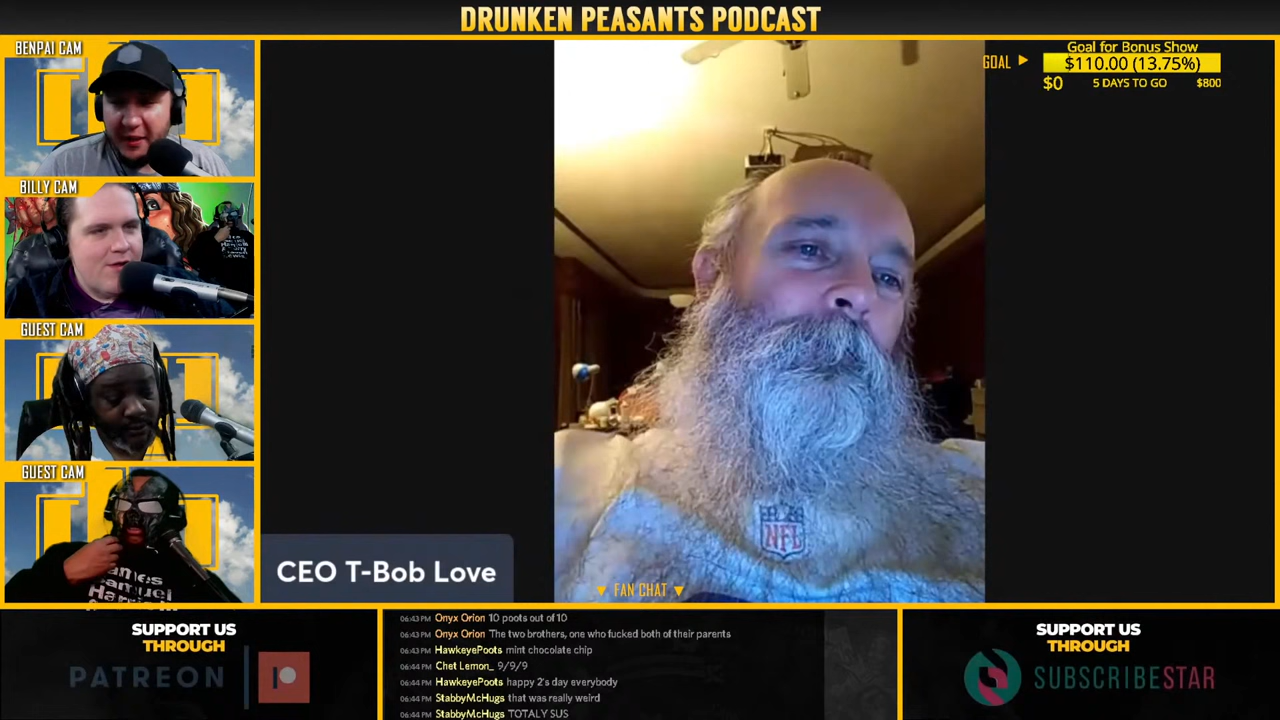 DRUNKEN PEASANTS PODCAST
BENPAI CAM
BILLY CAM
GUEST CAM
GUEST CAM
GOAL
Goal for Bonus Show
$110.00 (13.75%)
$0 5 DAYS TO GO $800
NFL
CEO T-Bob Love
FAN CHAT
SUPPORT US
THROUGH
PATREON
06:43 PM Onyx Orion 10 poots out of 10
06:43 PM Onyx Orion The two brothers, one who fucked both of their parents
06:43 PM HawkeyePoots mint chocolate chip
06:44 PM Chet Lemon_ 9/9/9
06:44 PM HawkeyePoots happy 2's day everybody
06:44 PM StabbyMcHugs that was really weird
06:44 PM StabbyMcHugs TOTALY SUS
SUPPORT US
THROUGH
SUBSCRIBESTAR